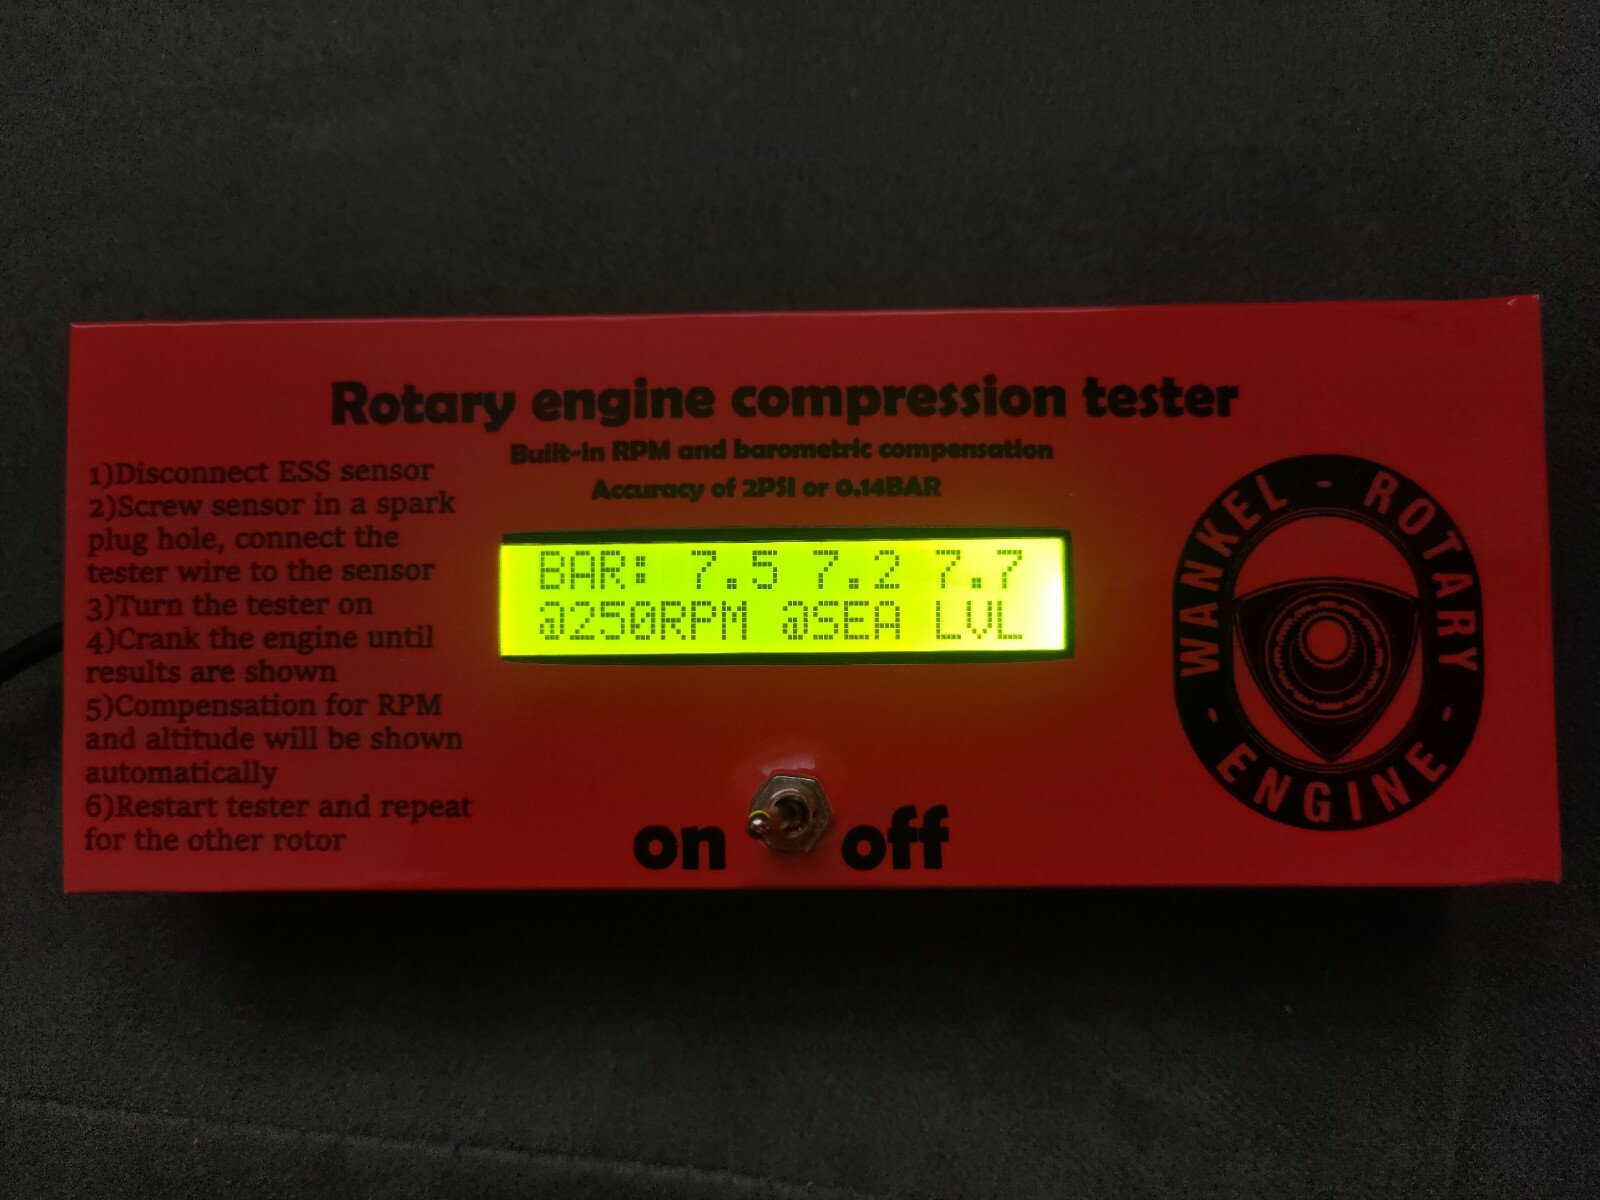 Rotary engine compression tester
Built-in RPM and barometric compensation
Accuracy of 2PSI or 0.14BAR
1)Disconnect ESS sensor
2)Screw sensor in a spark
plug hole, connect the
tester wire to the sensor
3)Turn the tester on
4)Crank the engine until
results are shown
5)Compensation for RPM
and altitude will be shown
automatically
6)Restart tester and repeat
for the other rotor
BAR: 7.5 7.2 7.7
@250RPM @SEA LVL
on off
WANKEL - ROTARY - ENGINE -